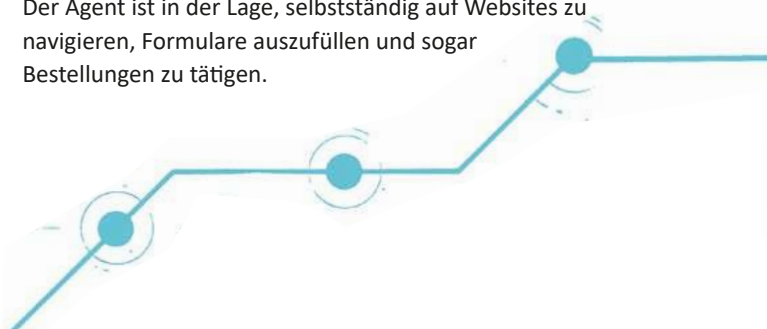 Der Agent ist in der Lage, selbstständig auf Websites zu
navigieren, Formulare auszufüllen und sogar
Bestellungen zu tätigen.